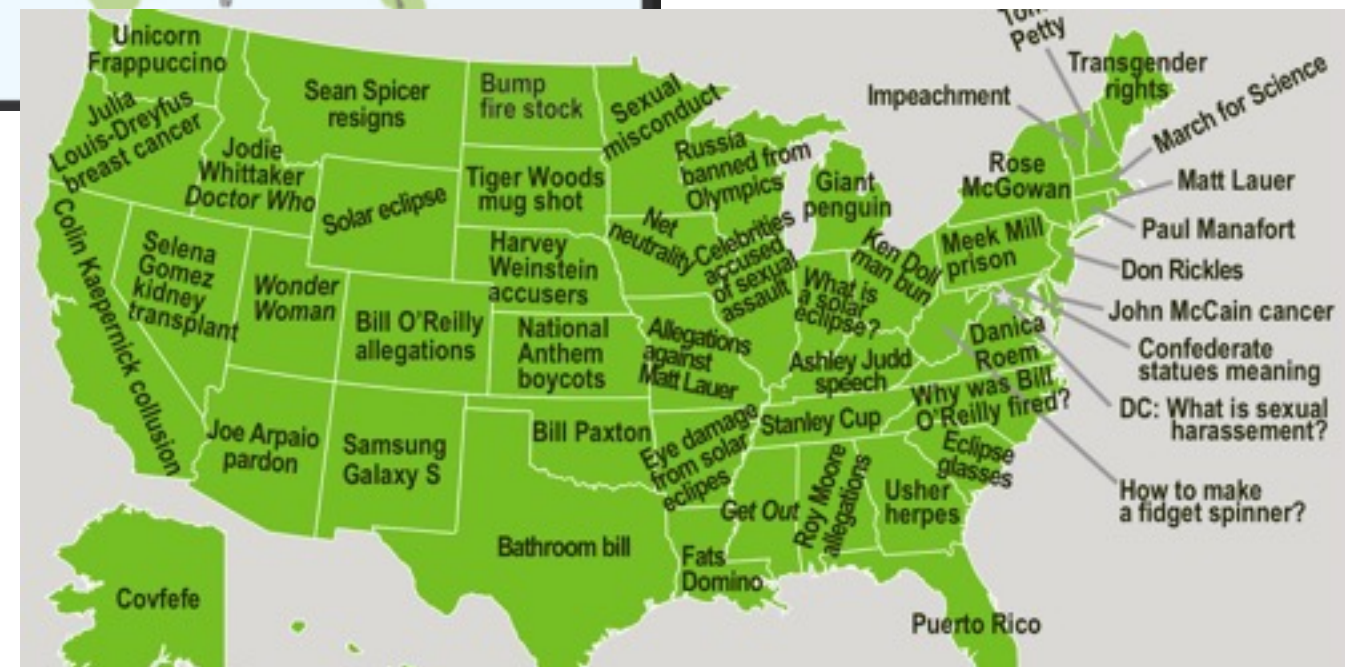 Unicorn
Frappuccino
Julia
Louis-Dreyfus
breast cancer
Jodie
Whittaker
Doctor Who
Sean Spicer
resigns
Bump
fire stock
Sexual
misconduct
Solar eclipse
Tiger Woods
mug shot
Russia
banned from
Olympics
Giant
penguin
Impeachment
Petty
Transgender
rights
March for Science
Rose
McGowan
Matt Lauer
Paul Manafort
Don Rickles
John McCain cancer
Confederate
statues meaning
DC: What is sexual
harassement?
How to make
a fidget spinner?
Colin Kaepernick collusion
Selena
Gomez
kidney
transplant
Wonder
Woman
Bill O'Reilly
allegations
Harvey
Weinstein
accusers
Net
neutrality
Celebrities
accused
of sexual
assault
What is
a solar
eclipse?
Ken Doll
man bun
Meek Mill
prison
Danica
Roem
National
Anthem
boycots
Allegations
against
Matt Lauer
Ashley Judd
speech
Why was Bill
O'Reilly fired?
Joe Arpaio
pardon
Samsung
Galaxy S
Bill Paxton
Eye damage
from solar
eclipes
Stanley Cup
Eclipse
glasses
Get Out
Roy Moore
allegations
Usher
herpes
Bathroom bill
Fats
Domino
Covfefe
Puerto Rico